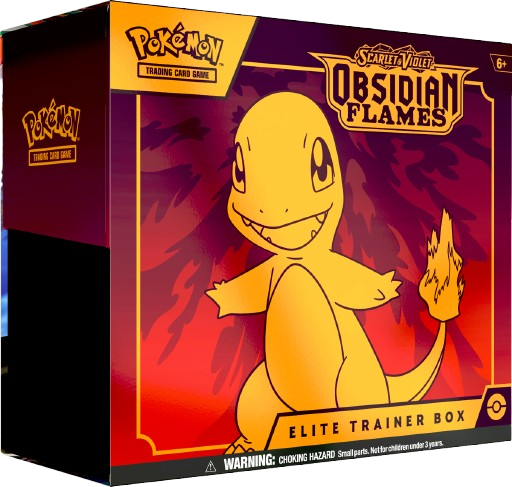 POKéMON
TRADING CARD GAME
POKéMON
TRADING CARD GAME
SCARLET & VIOLET
OBSIDIAN
FLAMES
6+
ELITE TRAINER BOX
WARNING: CHOKING HAZARD Small parts. Not for children under 3 years.